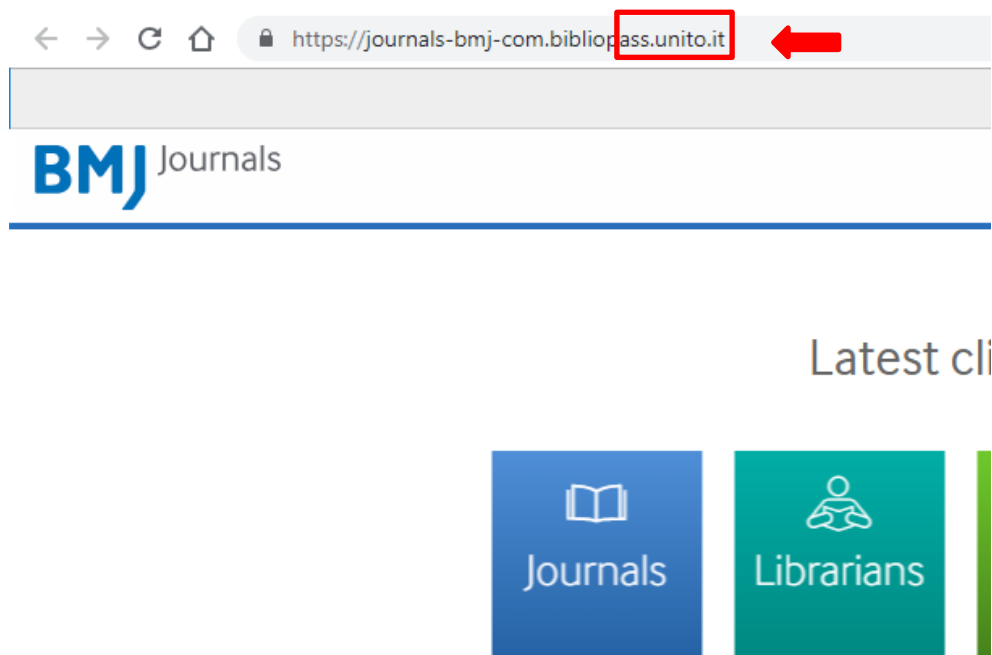 https://journals-bmj-com.bibliopass.unito.it
BMJ Journals
Latest cli
Journals
Librarians